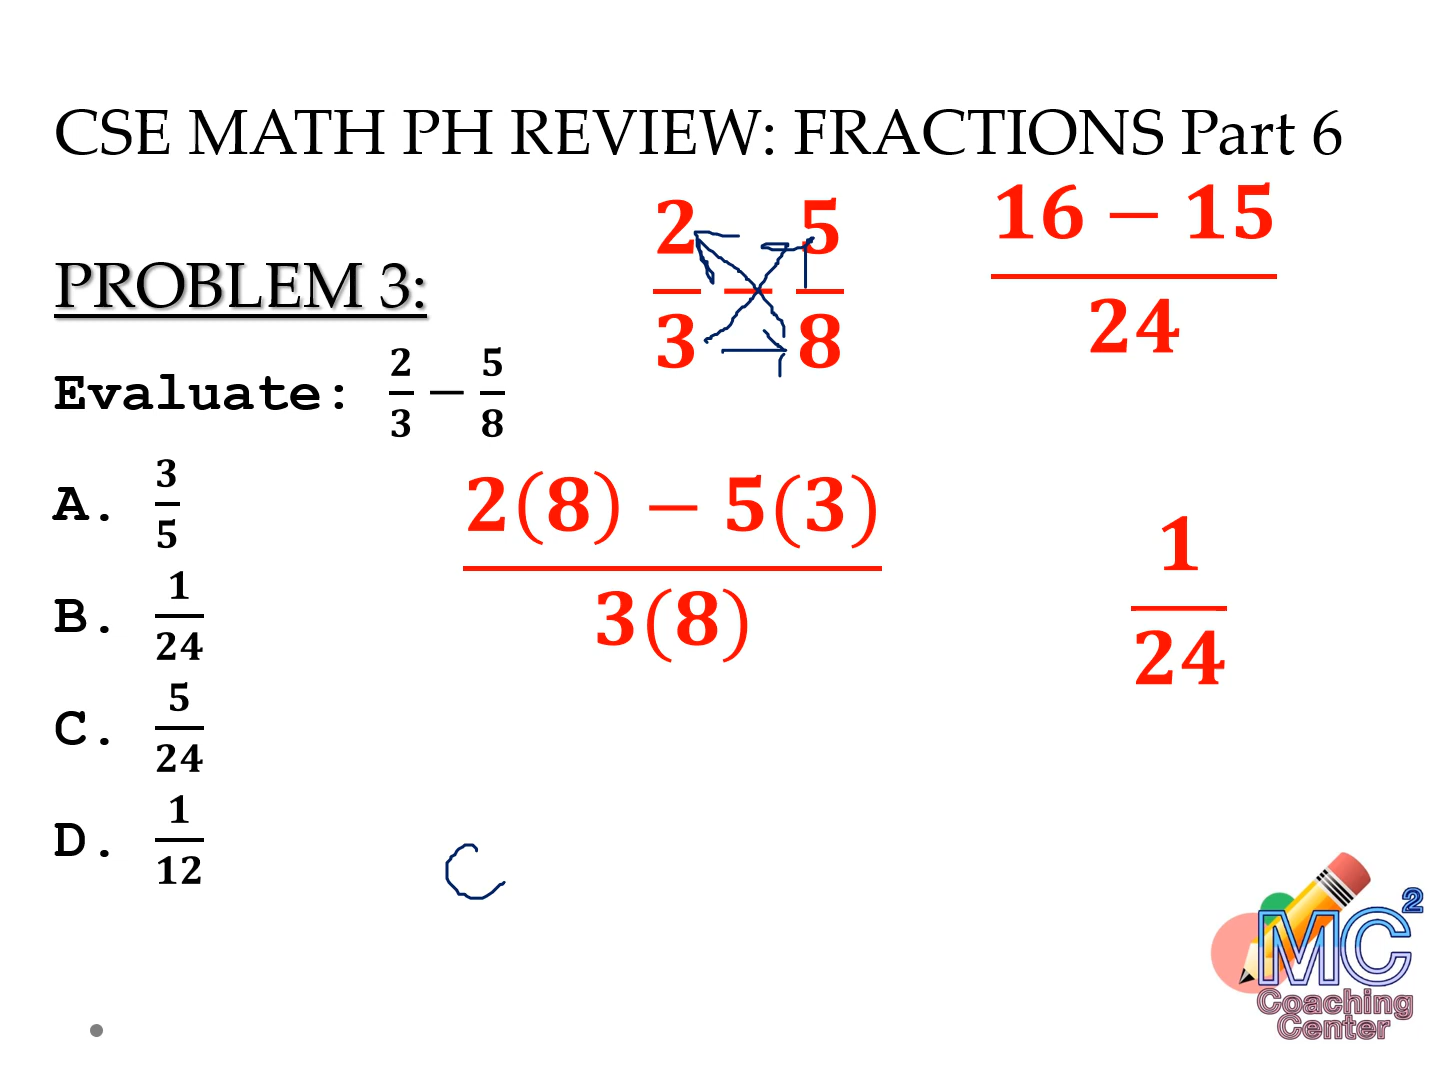 CSE MATH PH REVIEW: FRACTIONS Part 6
PROBLEM 3:
Evaluate: 2/3 − 5/8
A. 3/5
B. 1/24
C. 5/24
D. 1/12
2/3 − 5/8
2(8) − 5(3)
3(8)
16 − 15
24
1
24
C
MC2
Coaching
Center